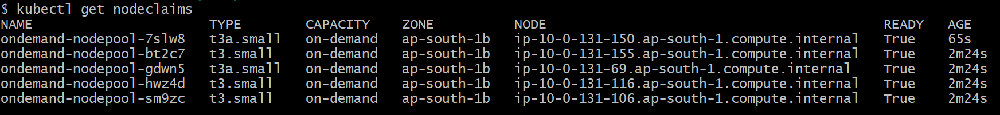 $ kubectl get nodeclaims
NAME                      TYPE        CAPACITY    ZONE          NODE                                          READY   AGE
ondemand-nodepool-7slw8   t3a.small   on-demand   ap-south-1b   ip-10-0-131-150.ap-south-1.compute.internal   True    65s
ondemand-nodepool-bt2c7   t3.small    on-demand   ap-south-1b   ip-10-0-131-155.ap-south-1.compute.internal   True    2m24s
ondemand-nodepool-gdwn5   t3a.small   on-demand   ap-south-1b   ip-10-0-131-69.ap-south-1.compute.internal    True    2m24s
ondemand-nodepool-hwz4d   t3.small    on-demand   ap-south-1b   ip-10-0-131-116.ap-south-1.compute.internal   True    2m24s
ondemand-nodepool-sm9zc   t3.small    on-demand   ap-south-1b   ip-10-0-131-106.ap-south-1.compute.internal   True    2m24s